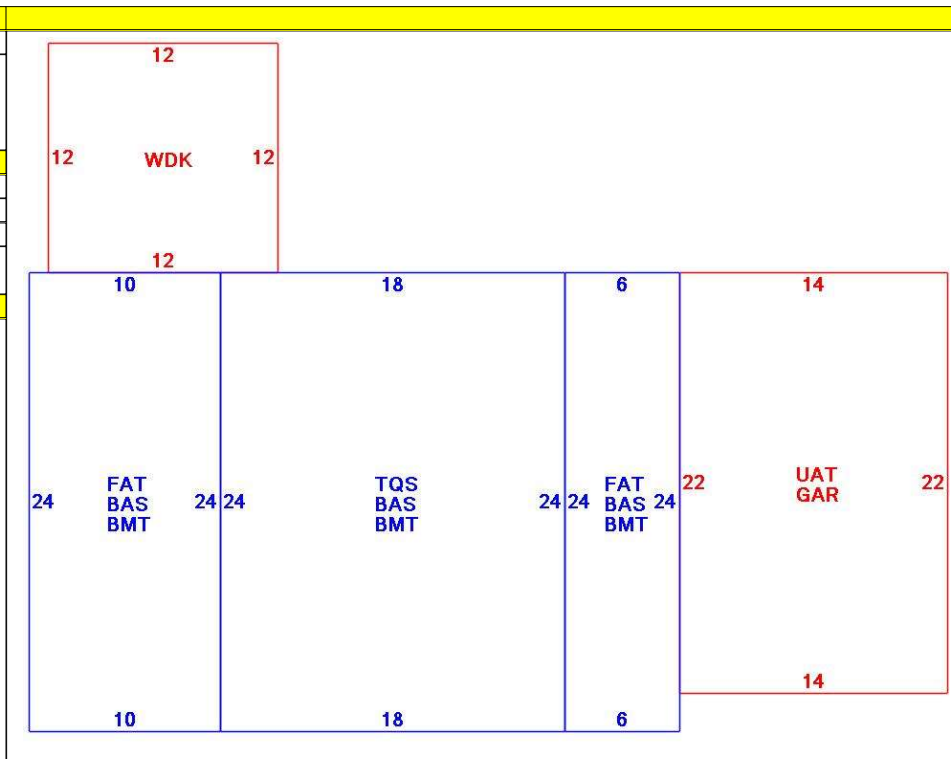 12
12 WDK 12
12
10 18 6 14
FAT TQS FAT UAT
24 BAS 24 24 BAS 24 24 BAS 24 22 GAR 22
BMT BMT BMT
14
10 18 6